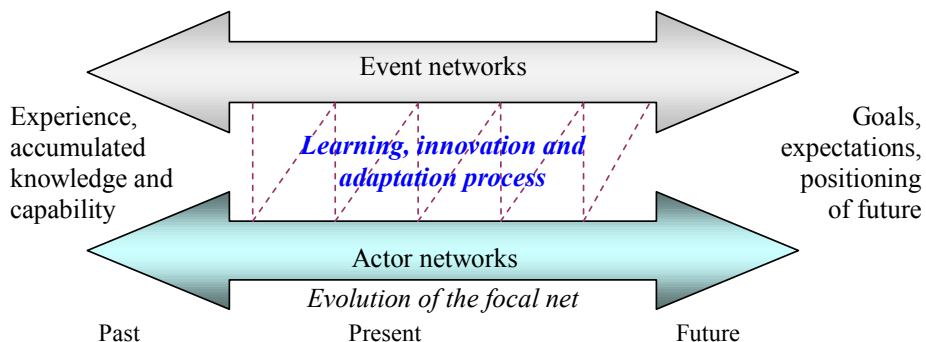 Event networks
Experience,
accumulated
knowledge and
capability
Learning, innovation and
adaptation process
Goals,
expectations,
positioning
of future
Actor networks
Evolution of the focal net
Past
Present
Future